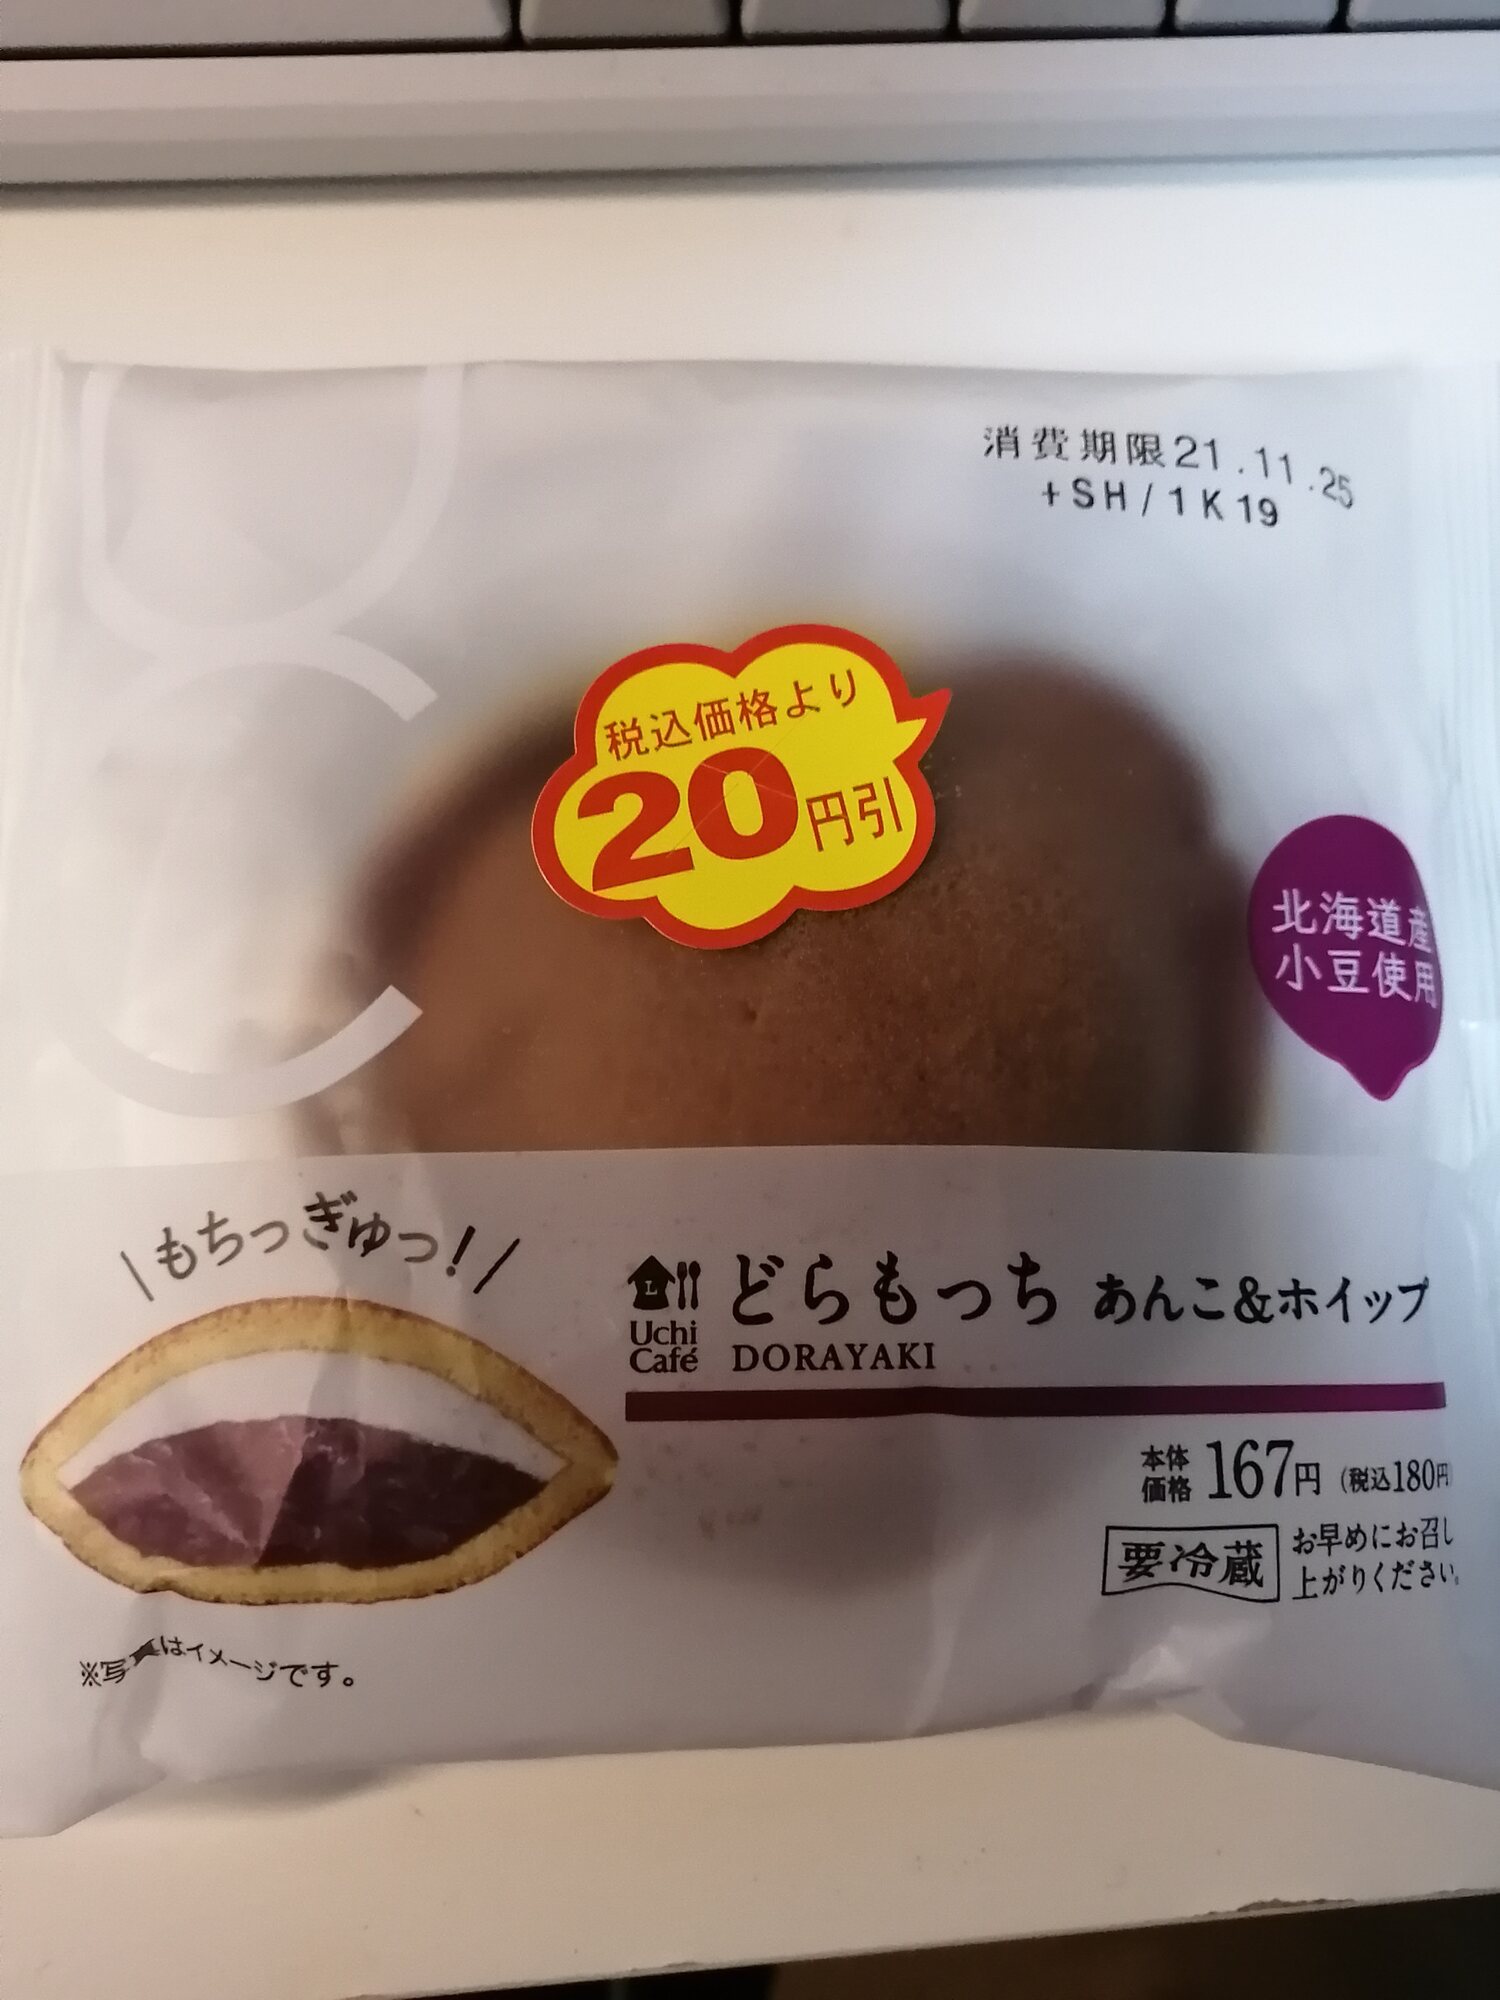 消費期限21.11.25
+SH/1K19
税込価格より
20円引
北海道産
小豆使用
\もちっぎゅっ!/
Uchi
Café
どらもっち あんこ&ホイップ
DORAYAKI
本体
価格 167円 (税込180円
要冷蔵
お早めにお召し
上がりください。
※写真はイメージです。